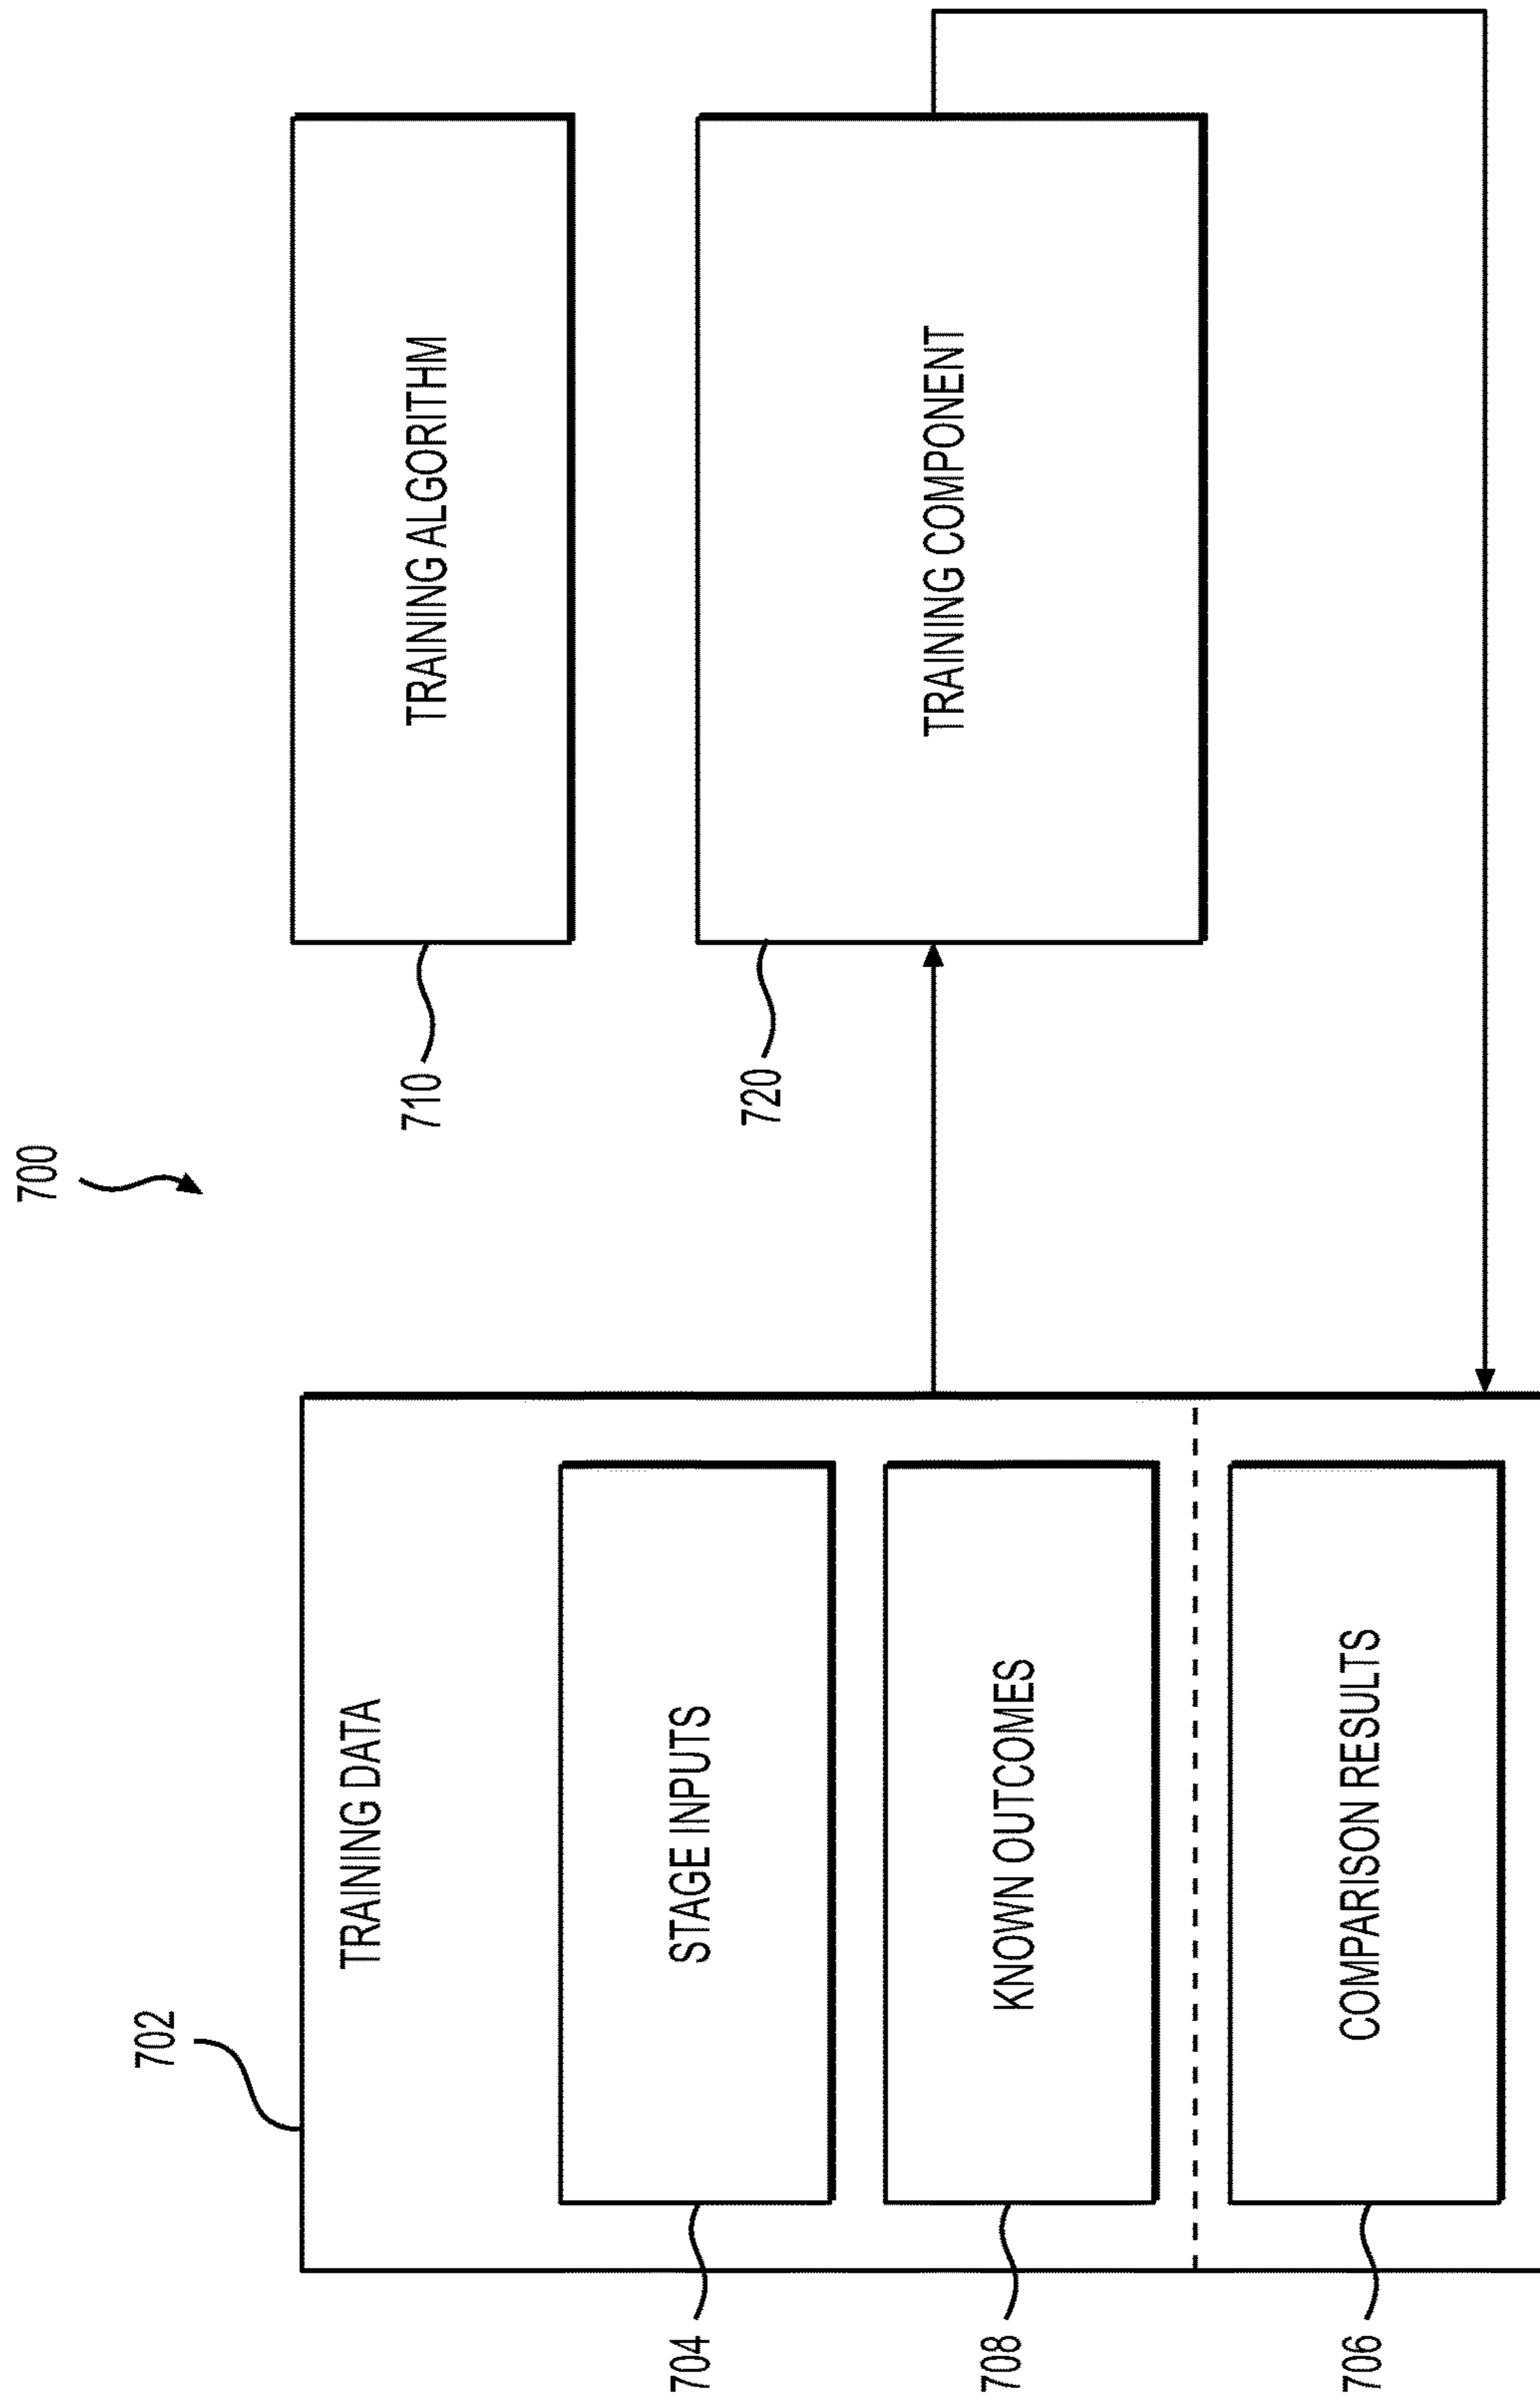 700
702
TRAINING DATA
710
TRAINING ALGORITHM
704
STAGE INPUTS
720
TRAINING COMPONENT
708
KNOWN OUTCOMES
706
COMPARISON RESULTS